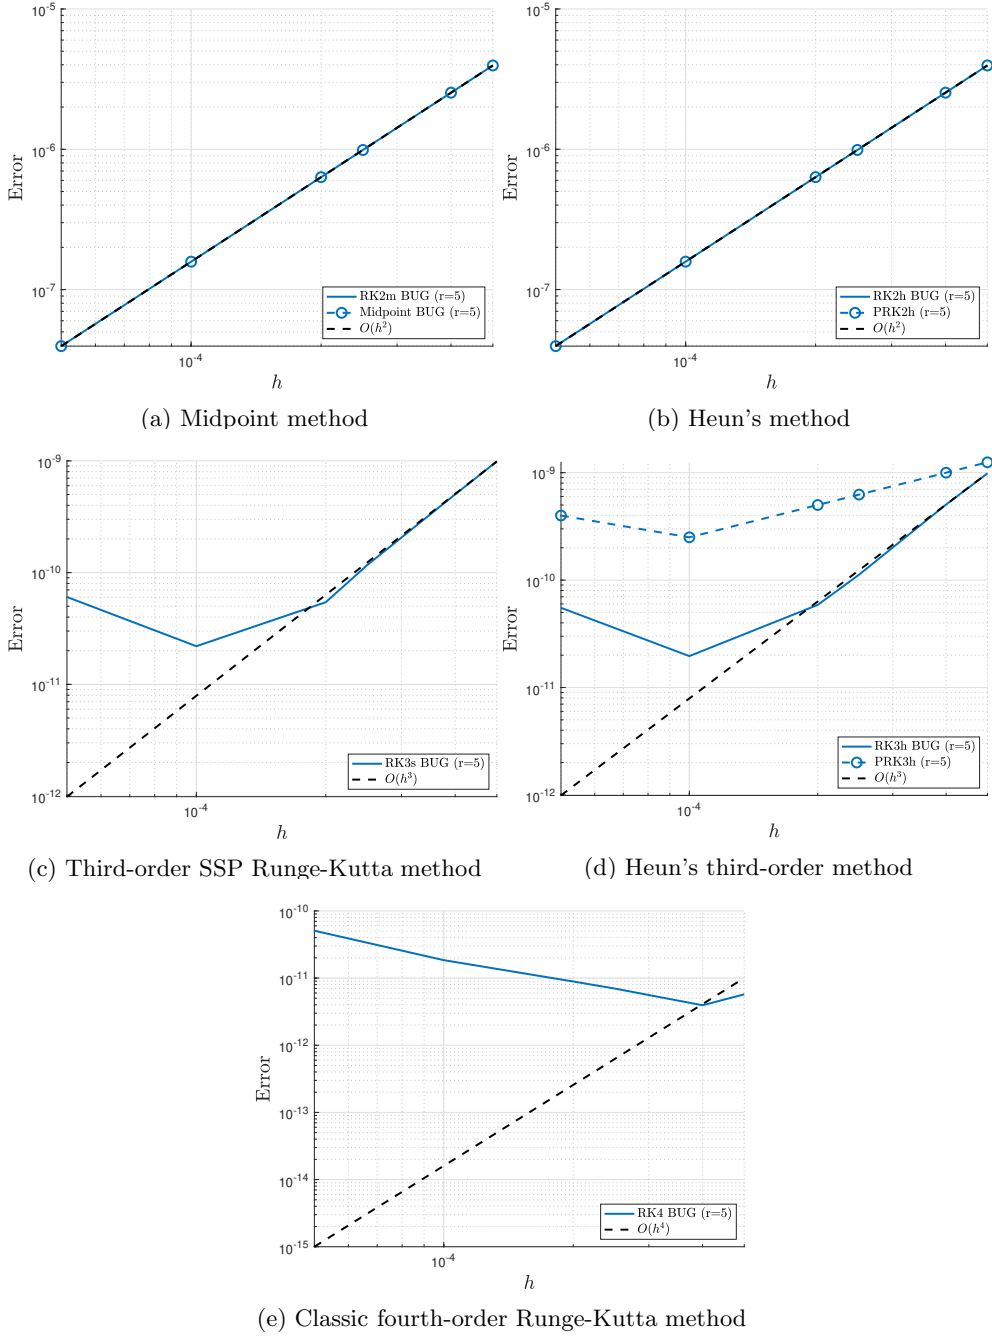 10^-5
10^-6
10^-7
Error
10^-4
h
RK2m BUG (r=5)
Midpoint BUG (r=5)
O(h^2)
(a) Midpoint method
10^-5
10^-6
10^-7
Error
10^-4
h
RK2h BUG (r=5)
PRK2h (r=5)
O(h^2)
(b) Heun's method
10^-9
10^-10
10^-11
10^-12
Error
10^-4
h
RK3s BUG (r=5)
O(h^3)
(c) Third-order SSP Runge-Kutta method
10^-9
10^-10
10^-11
10^-12
Error
10^-4
h
RK3h BUG (r=5)
PRK3h (r=5)
O(h^3)
(d) Heun's third-order method
10^-10
10^-11
10^-12
10^-13
10^-14
10^-15
Error
10^-4
h
RK4 BUG (r=5)
O(h^4)
(e) Classic fourth-order Runge-Kutta method